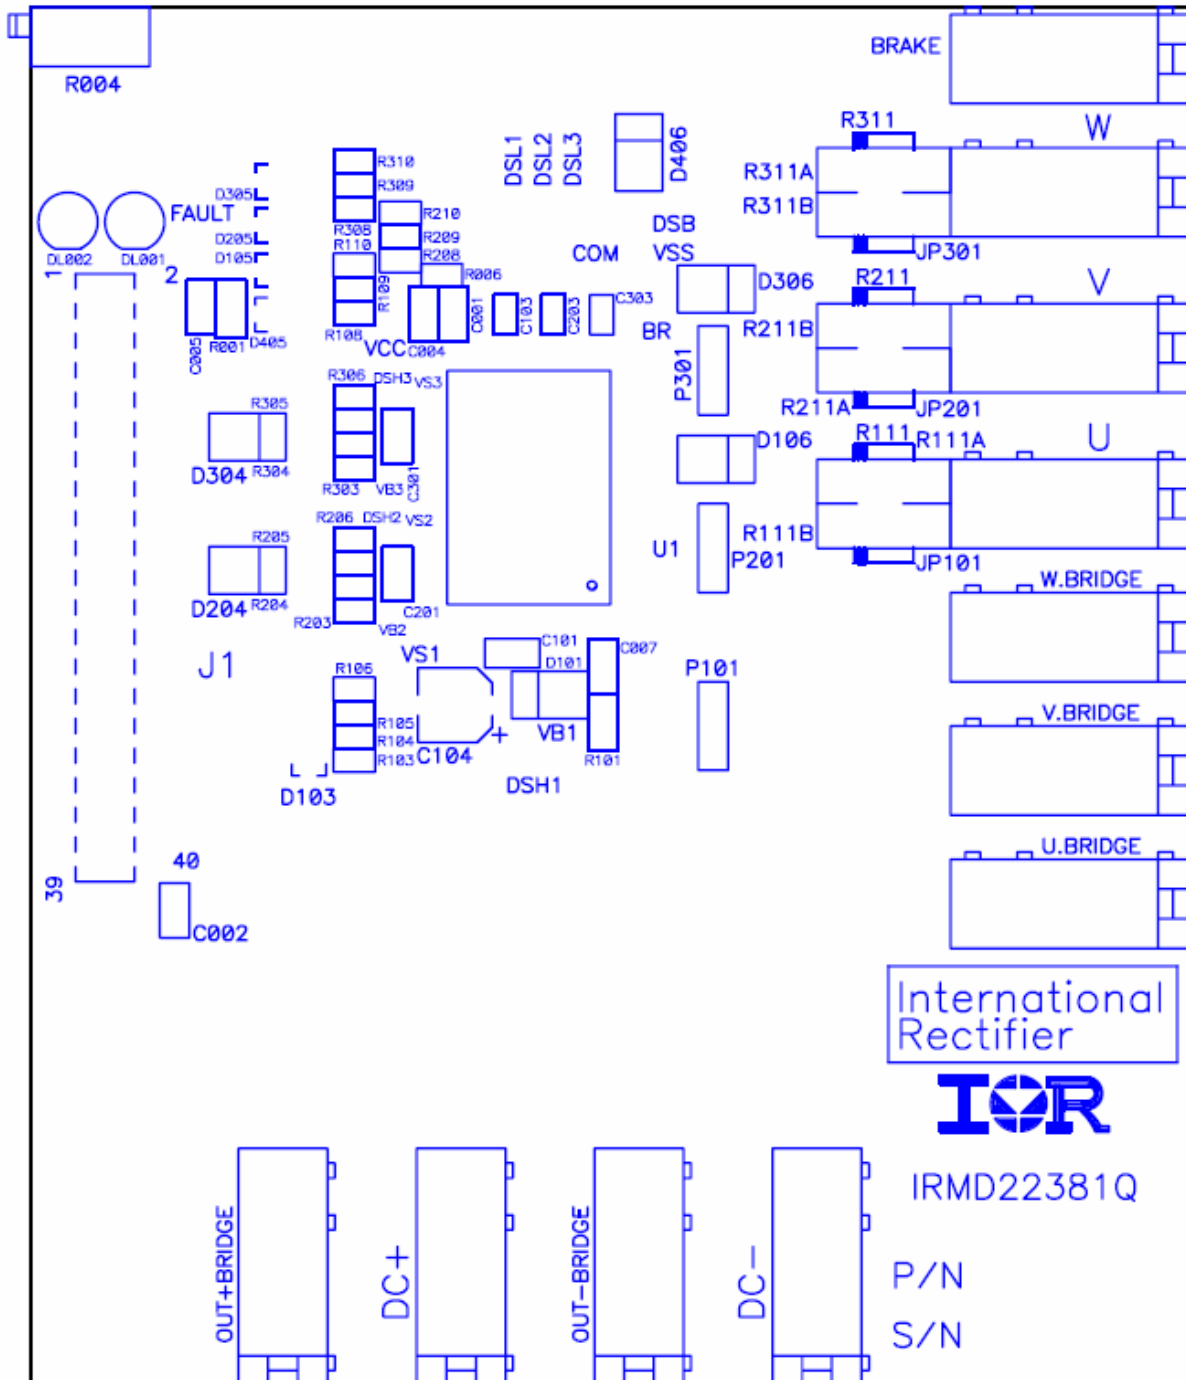 BRAKE
R004
R311
W
DSL1
DSL2
DSL3
D406
R310
R309
R311A
R311B
D305
FAULT
R210
R308
R209
DSB
D205
R110
R208
COM
VSS
JP301
DL002
DL001
D105
1
2
R006
D306
R211
V
R109
C001
C103
C203
C303
BR
R211B
C005
R001
D405
R108
VCC
C004
P301
R306
DSH3
VS3
R305
R211A
JP201
D106
R111
R111A
U
D304
R304
R303
VB3
C301
R206
DSH2
VS2
R205
U1
R111B
P201
JP101
W.BRIDGE
D204
R204
R203
C201
VB2
J1
VS1
C101
C007
D101
R106
P101
V.BRIDGE
R105
R104
R103
C104
+
VB1
R101
D103
DSH1
U.BRIDGE
39
40
C002
International
Rectifier
IOR
IRMD22381Q
OUT+BRIDGE
DC+
OUT-BRIDGE
DC-
P/N
S/N